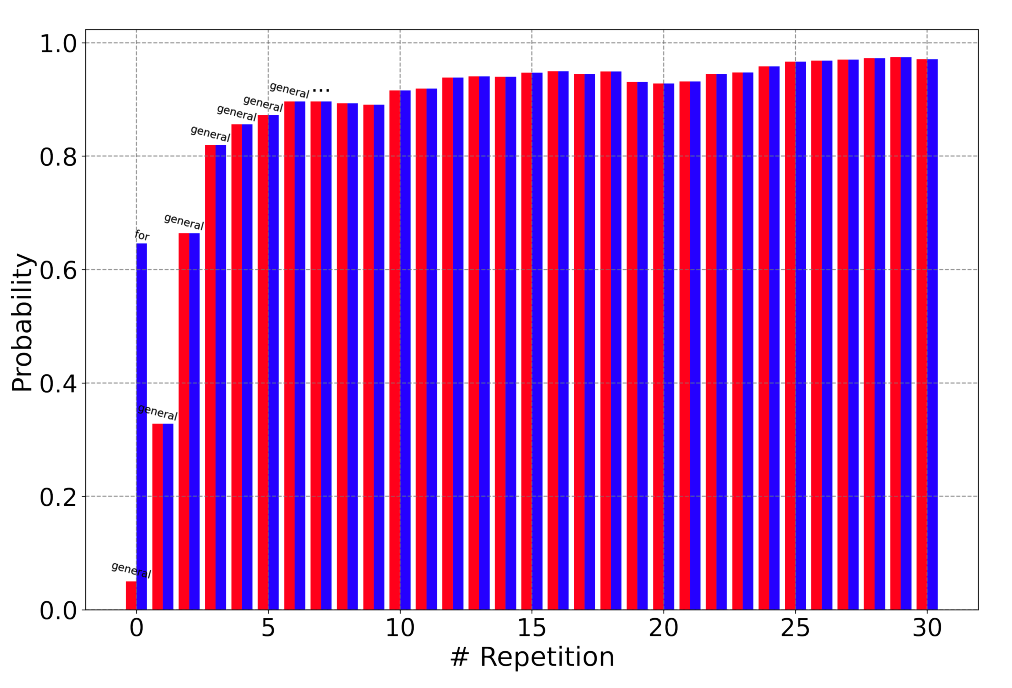 1.0
0.8
0.6
0.4
0.2
0.0
Probability
general ...
general
general
general
general
for
general
general
0 5 10 15 20 25 30
# Repetition